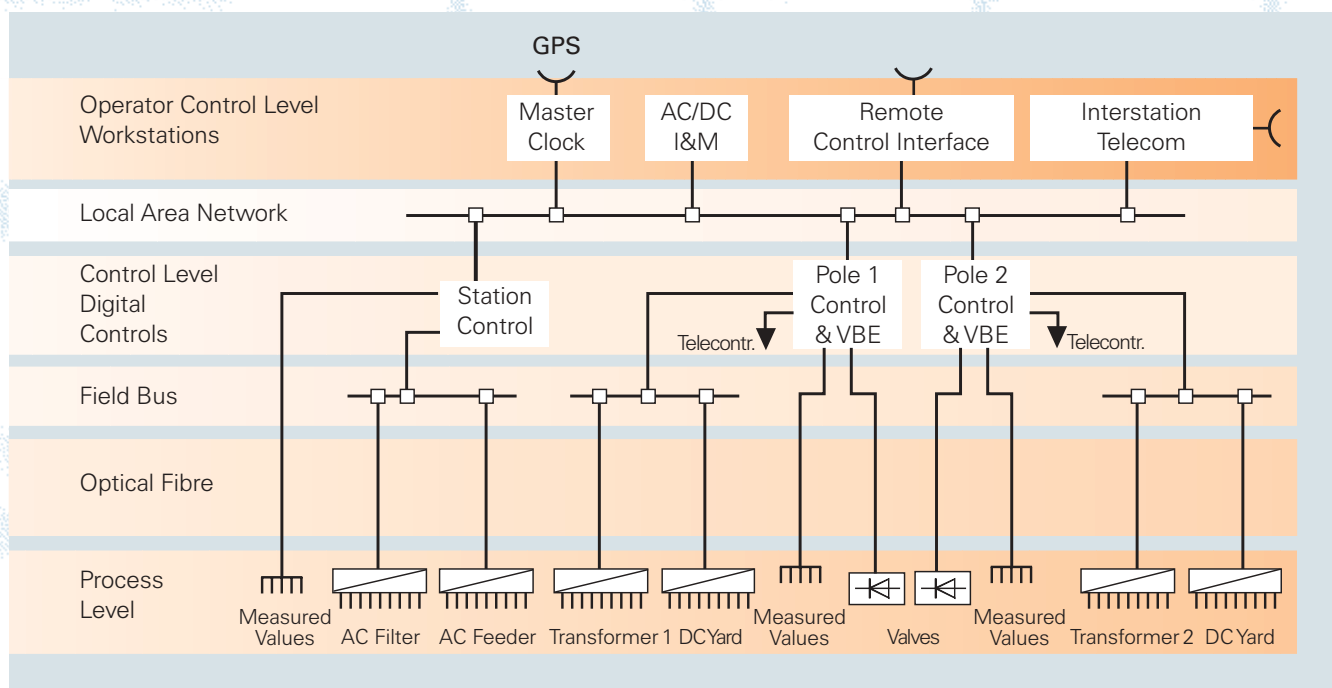 GPS
Operator Control Level
Workstations
Master
Clock
AC/DC
I&M
Remote
Control Interface
Interstation
Telecom
Local Area Network
Control Level
Digital
Controls
Station
Control
Pole 1
Control
& VBE
Pole 2
Control
& VBE
Telecontr.
Telecontr.
Field Bus
Optical Fibre
Process
Level
Measured
Values
AC Filter
AC Feeder
Transformer 1
DC Yard
Measured
Values
Valves
Measured
Values
Transformer 2
DC Yard